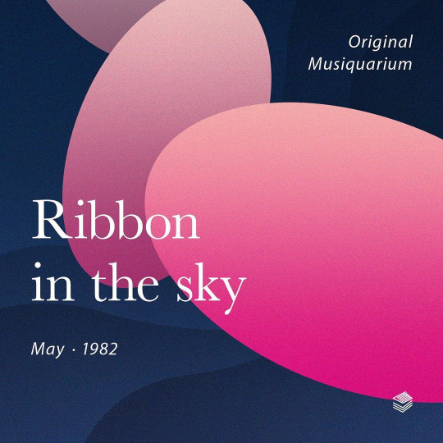 Original
Musiquarium
Ribbon
in the sky
May · 1982